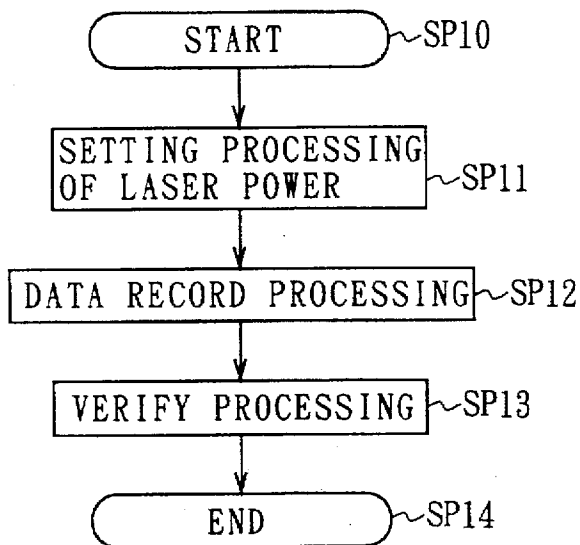 START
SP10
SETTING PROCESSING
OF LASER POWER
SP11
DATA RECORD PROCESSING
SP12
VERIFY PROCESSING
SP13
END
SP14